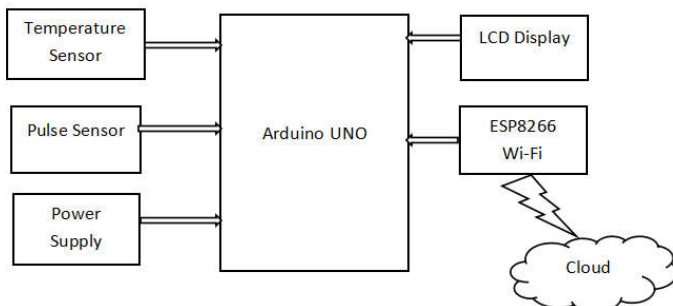 Temperature
Sensor
Pulse Sensor
Power
Supply
Arduino UNO
LCD Display
ESP8266
Wi-Fi
Cloud